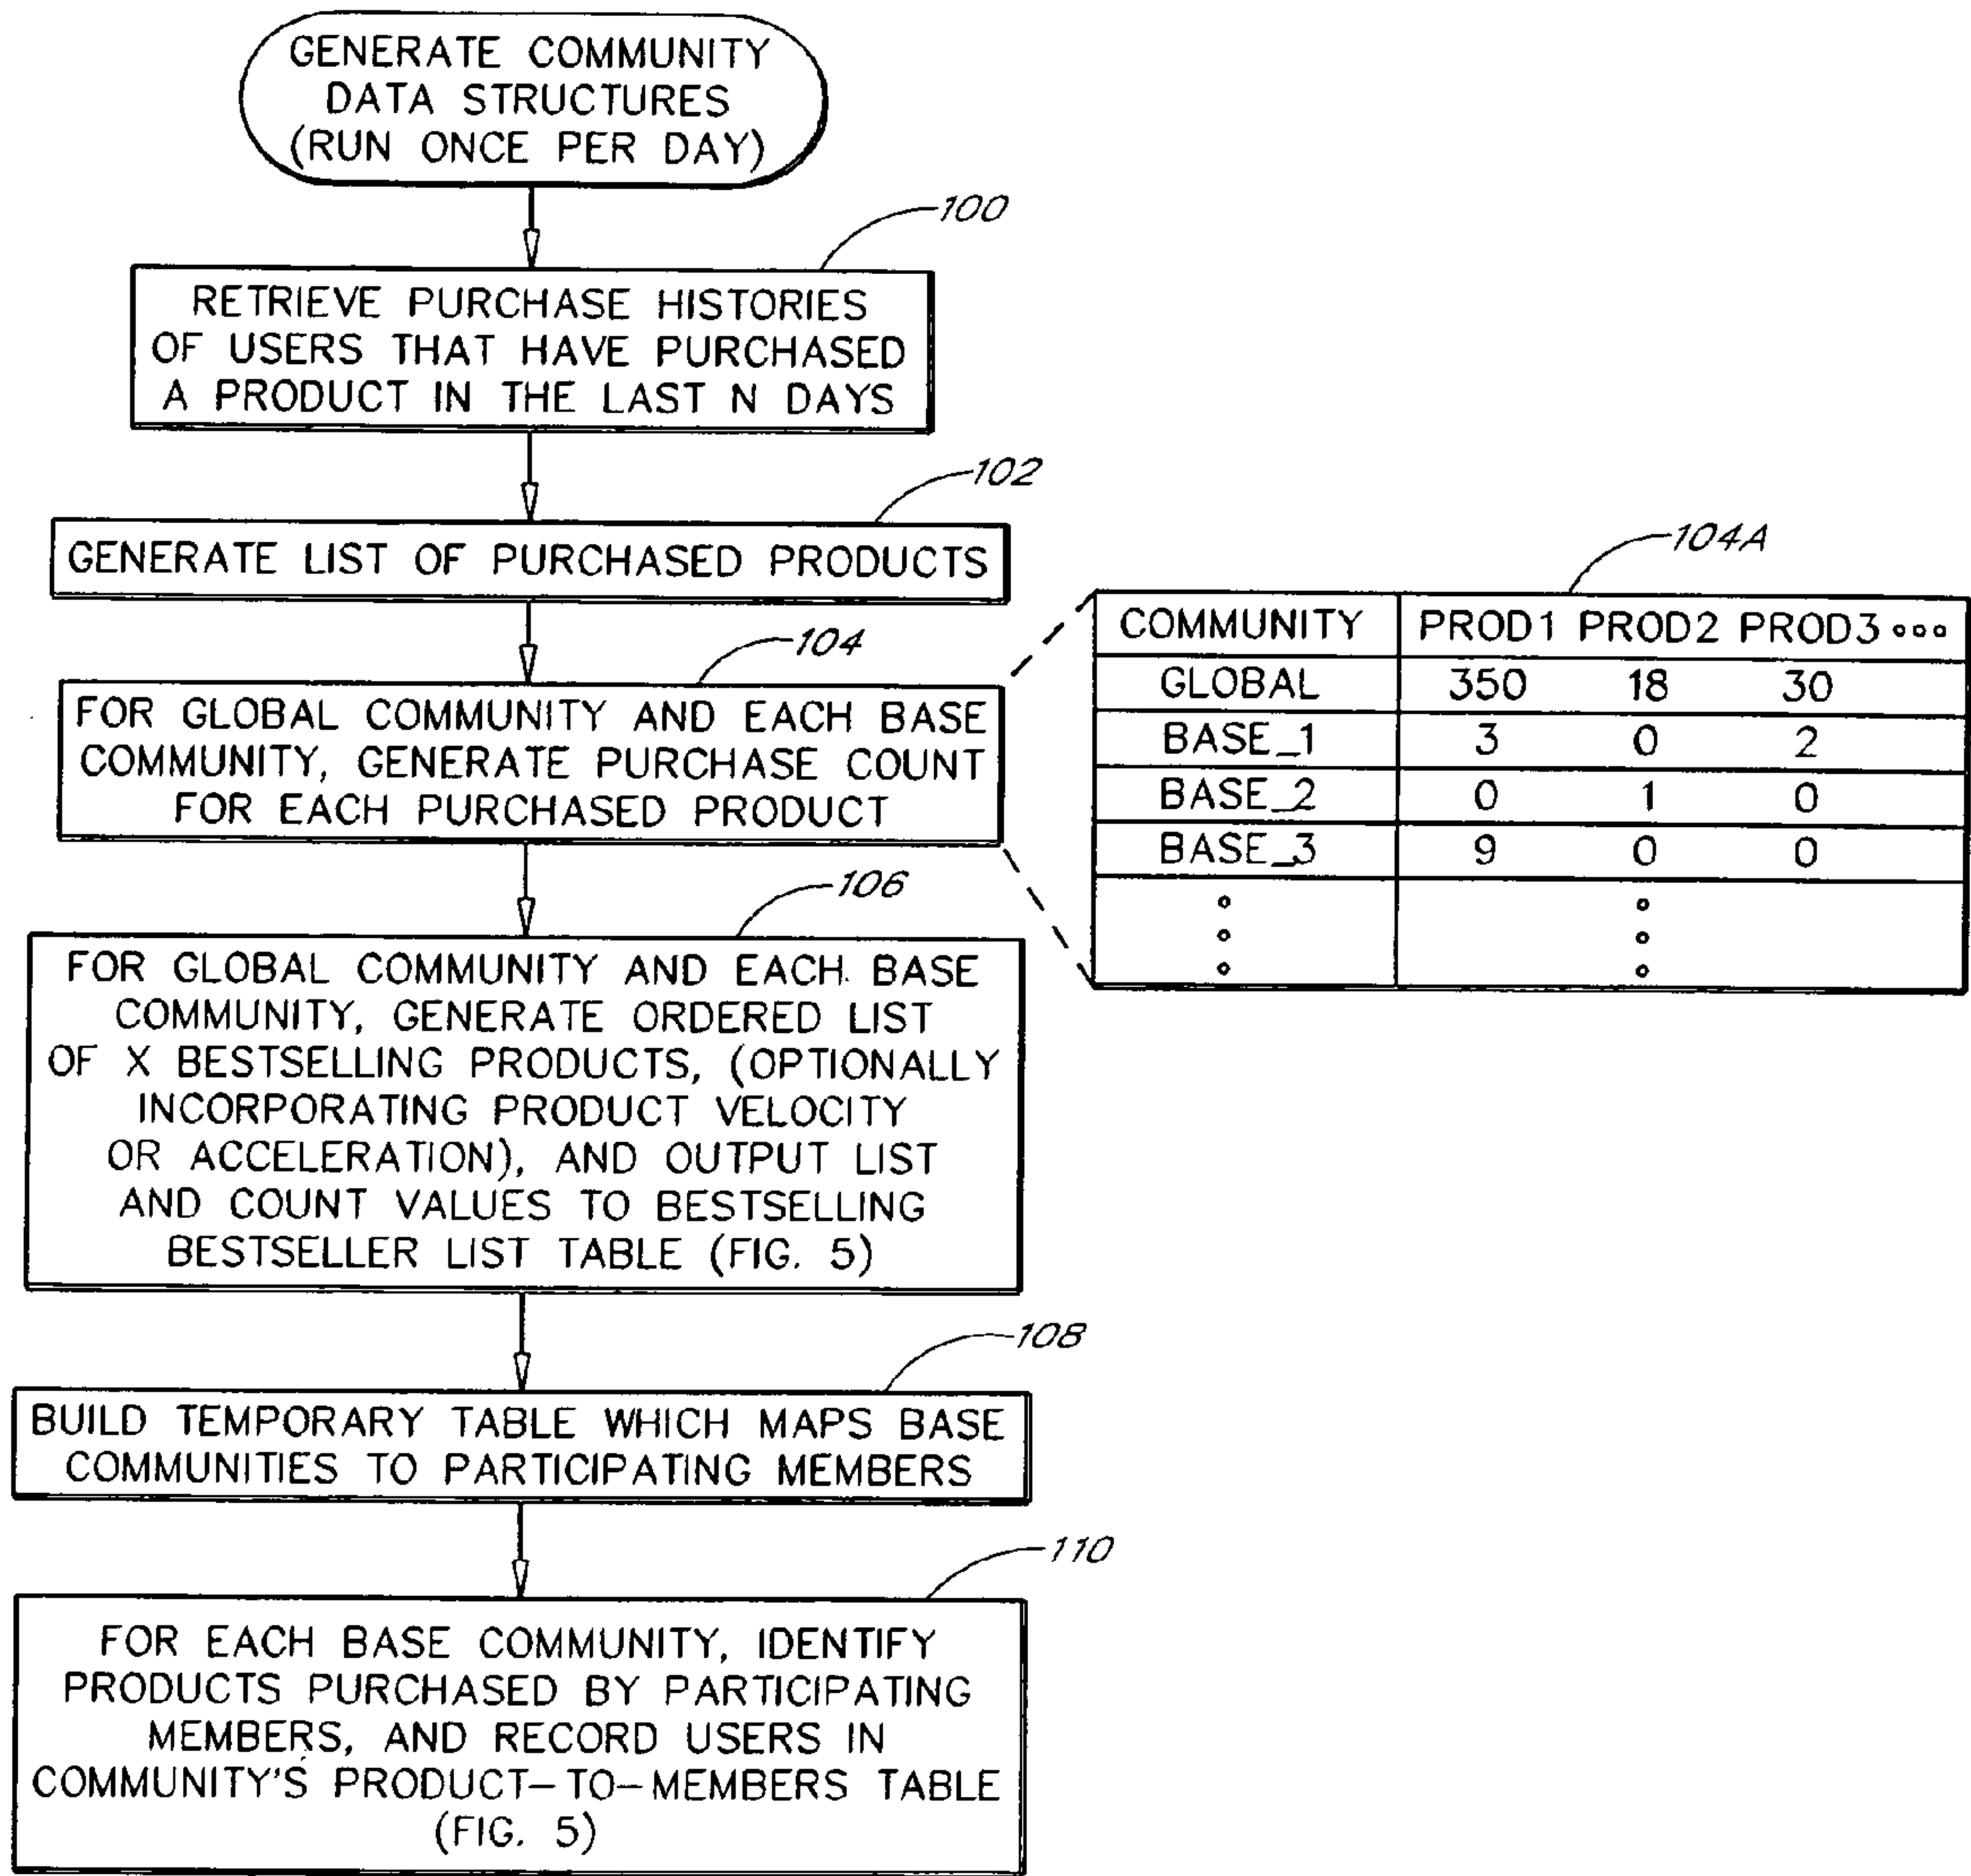 GENERATE COMMUNITY
DATA STRUCTURES
(RUN ONCE PER DAY)
100
RETRIEVE PURCHASE HISTORIES
OF USERS THAT HAVE PURCHASED
A PRODUCT IN THE LAST N DAYS
102
GENERATE LIST OF PURCHASED PRODUCTS
104
FOR GLOBAL COMMUNITY AND EACH BASE
COMMUNITY, GENERATE PURCHASE COUNT
FOR EACH PURCHASED PRODUCT
104A
COMMUNITY PROD1 PROD2 PROD3
GLOBAL 350 18 30
BASE_1 3 0 2
BASE_2 0 1 0
BASE_3 9 0 0
106
FOR GLOBAL COMMUNITY AND EACH BASE
COMMUNITY, GENERATE ORDERED LIST
OF X BESTSELLING PRODUCTS, (OPTIONALLY
INCORPORATING PRODUCT VELOCITY
OR ACCELERATION), AND OUTPUT LIST
AND COUNT VALUES TO BESTSELLING
BESTSELLER LIST TABLE (FIG. 5)
108
BUILD TEMPORARY TABLE WHICH MAPS BASE
COMMUNITIES TO PARTICIPATING MEMBERS
110
FOR EACH BASE COMMUNITY, IDENTIFY
PRODUCTS PURCHASED BY PARTICIPATING
MEMBERS, AND RECORD USERS IN
COMMUNITY'S PRODUCT-TO-MEMBERS TABLE
(FIG. 5)